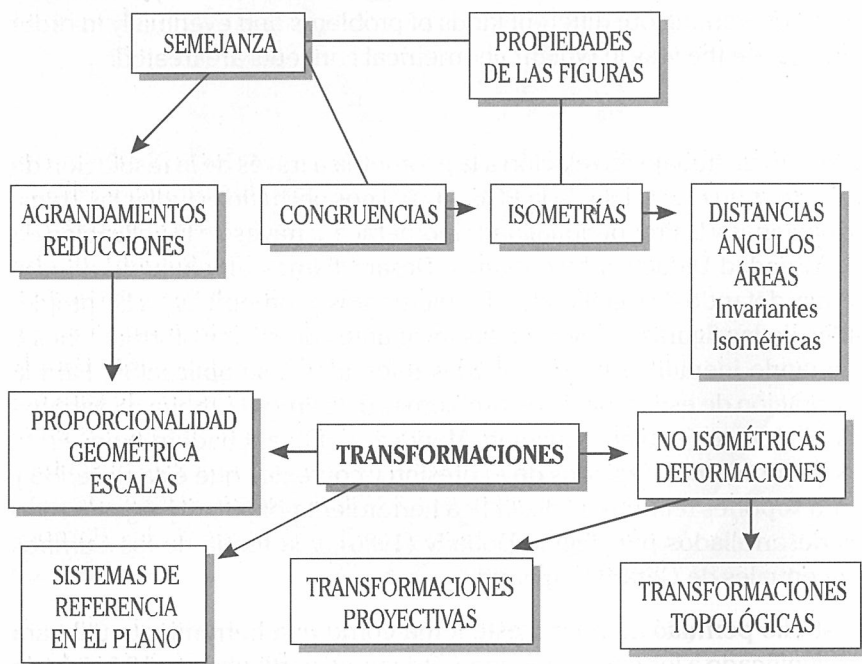 SEMEJANZA
PROPIEDADES
DE LAS FIGURAS
AGRANDAMIENTOS
REDUCCIONES
CONGRUENCIAS
ISOMETRÍAS
DISTANCIAS
ÁNGULOS
ÁREAS
Invariantes
Isométricas
PROPORCIONALIDAD
GEOMÉTRICA
ESCALAS
TRANSFORMACIONES
NO ISOMÉTRICAS
DEFORMACIONES
SISTEMAS DE
REFERENCIA
EN EL PLANO
TRANSFORMACIONES
PROYECTIVAS
TRANSFORMACIONES
TOPOLÓGICAS